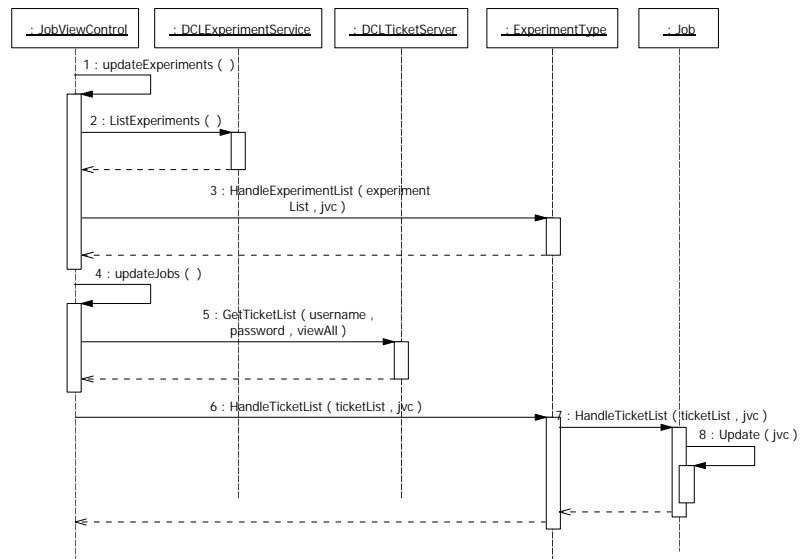 : JobViewControl
: DCLExperimentService
: DCLTicketServer
: ExperimentType
: Job
1 : updateExperiments ( )
2 : ListExperiments ( )
3 : HandleExperimentList ( experiment
List , jvc )
4 : updateJobs ( )
5 : GetTicketList ( username ,
password , viewAll )
6 : HandleTicketList ( ticketList , jvc )
7 : HandleTicketList ( ticketList , jvc )
8 : Update ( jvc )